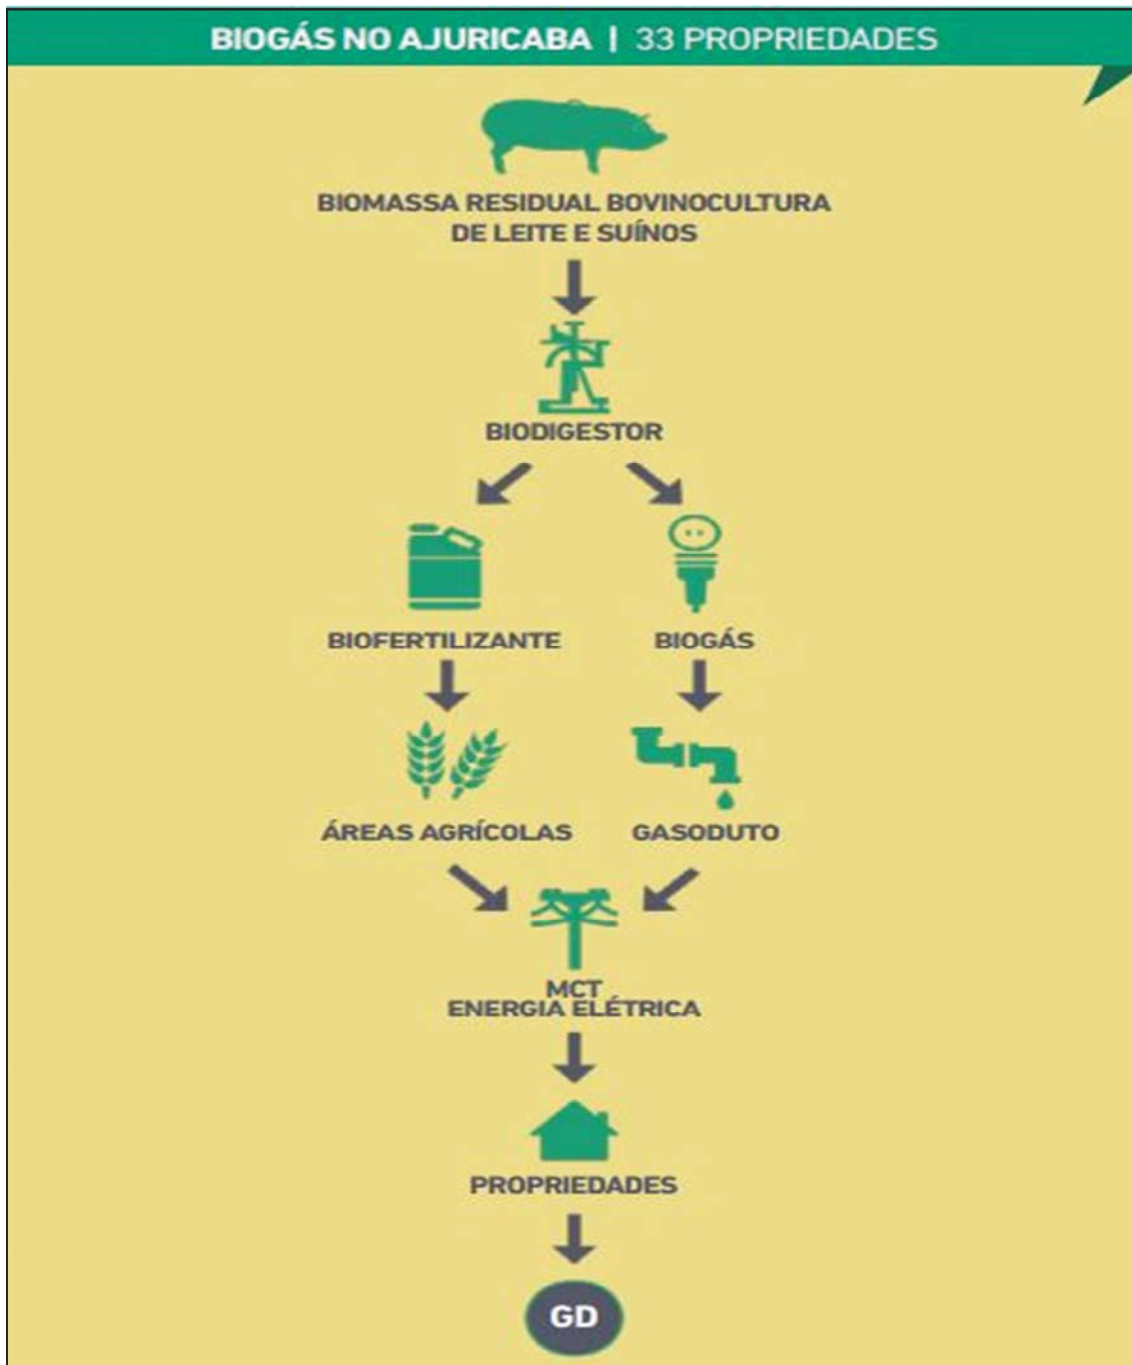 BIOGÁS NO AJURICABA | 33 PROPRIEDADES
BIOMASSA RESIDUAL BOVINOCULTURA
DE LEITE E SUÍNOS
BIODIGESTOR
BIOFERTILIZANTE
BIOGÁS
ÁREAS AGRÍCOLAS
GASODUTO
MCT
ENERGIA ELÉTRICA
PROPRIEDADES
GD